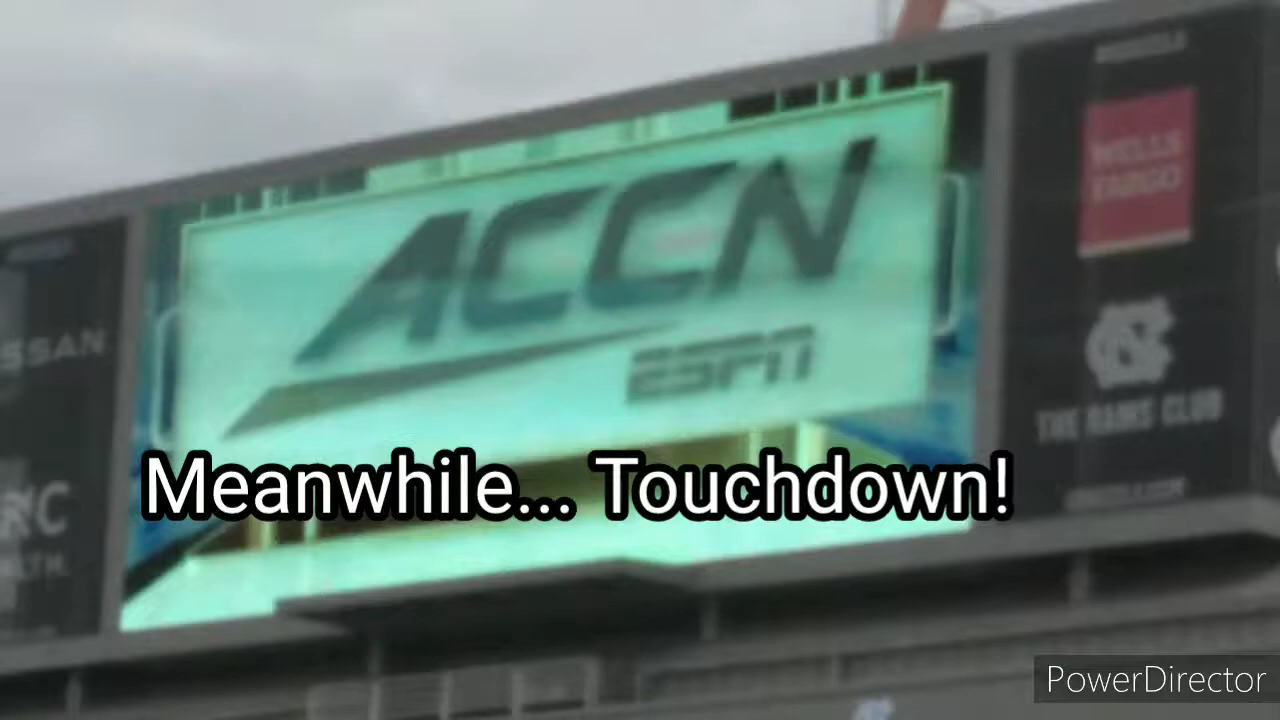 ACCN
ESPN
WELLS
FARGO
SSAN
THE RAMS CLUB
Meanwhile... Touchdown!
PowerDirector